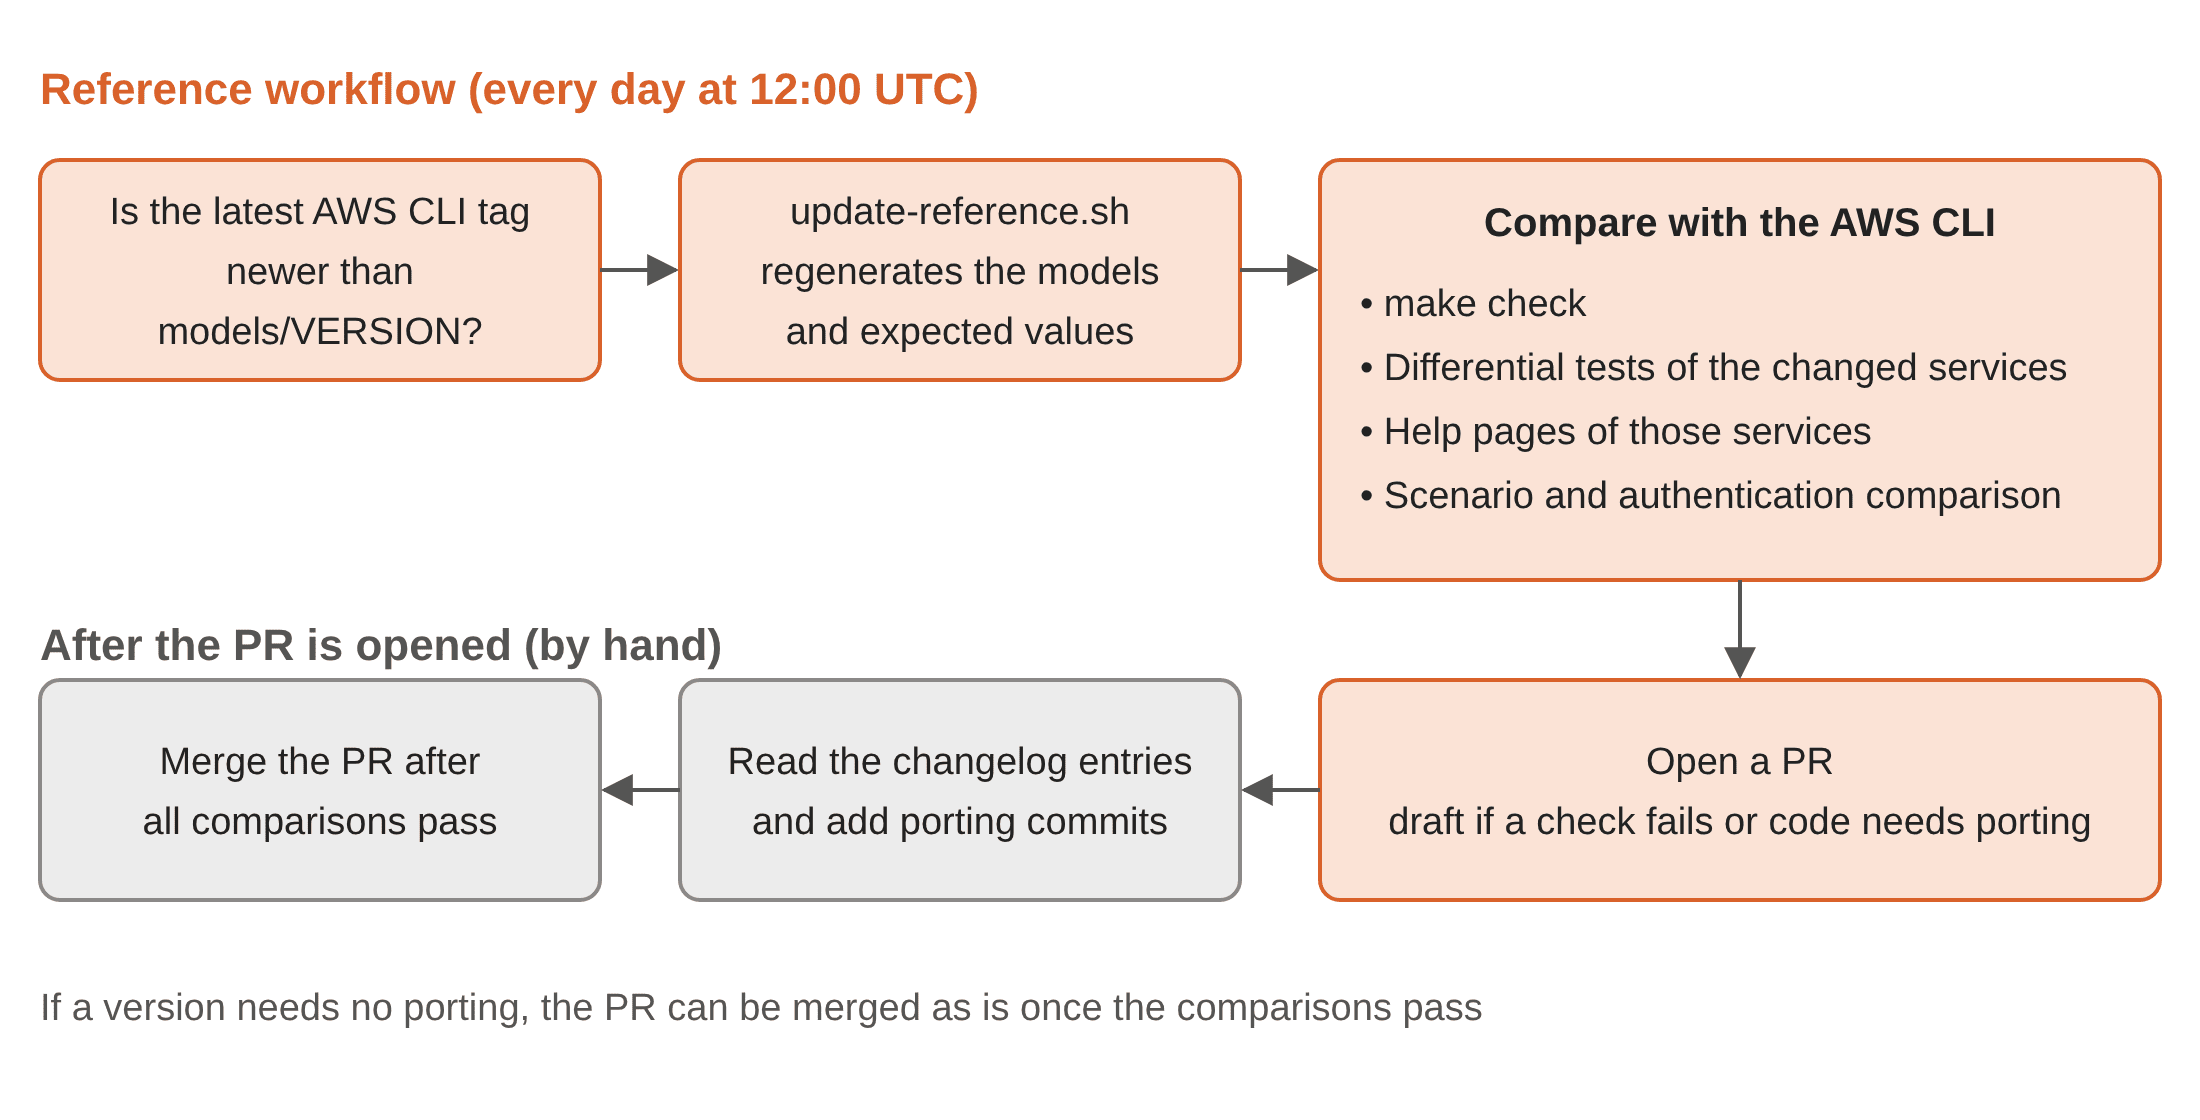 Reference workflow (every day at 12:00 UTC)
Is the latest AWS CLI tag
newer than
models/VERSION?
update-reference.sh
regenerates the models
and expected values
Compare with the AWS CLI
• make check
• Differential tests of the changed services
• Help pages of those services
• Scenario and authentication comparison
After the PR is opened (by hand)
Merge the PR after
all comparisons pass
Read the changelog entries
and add porting commits
Open a PR
draft if a check fails or code needs porting
If a version needs no porting, the PR can be merged as is once the comparisons pass